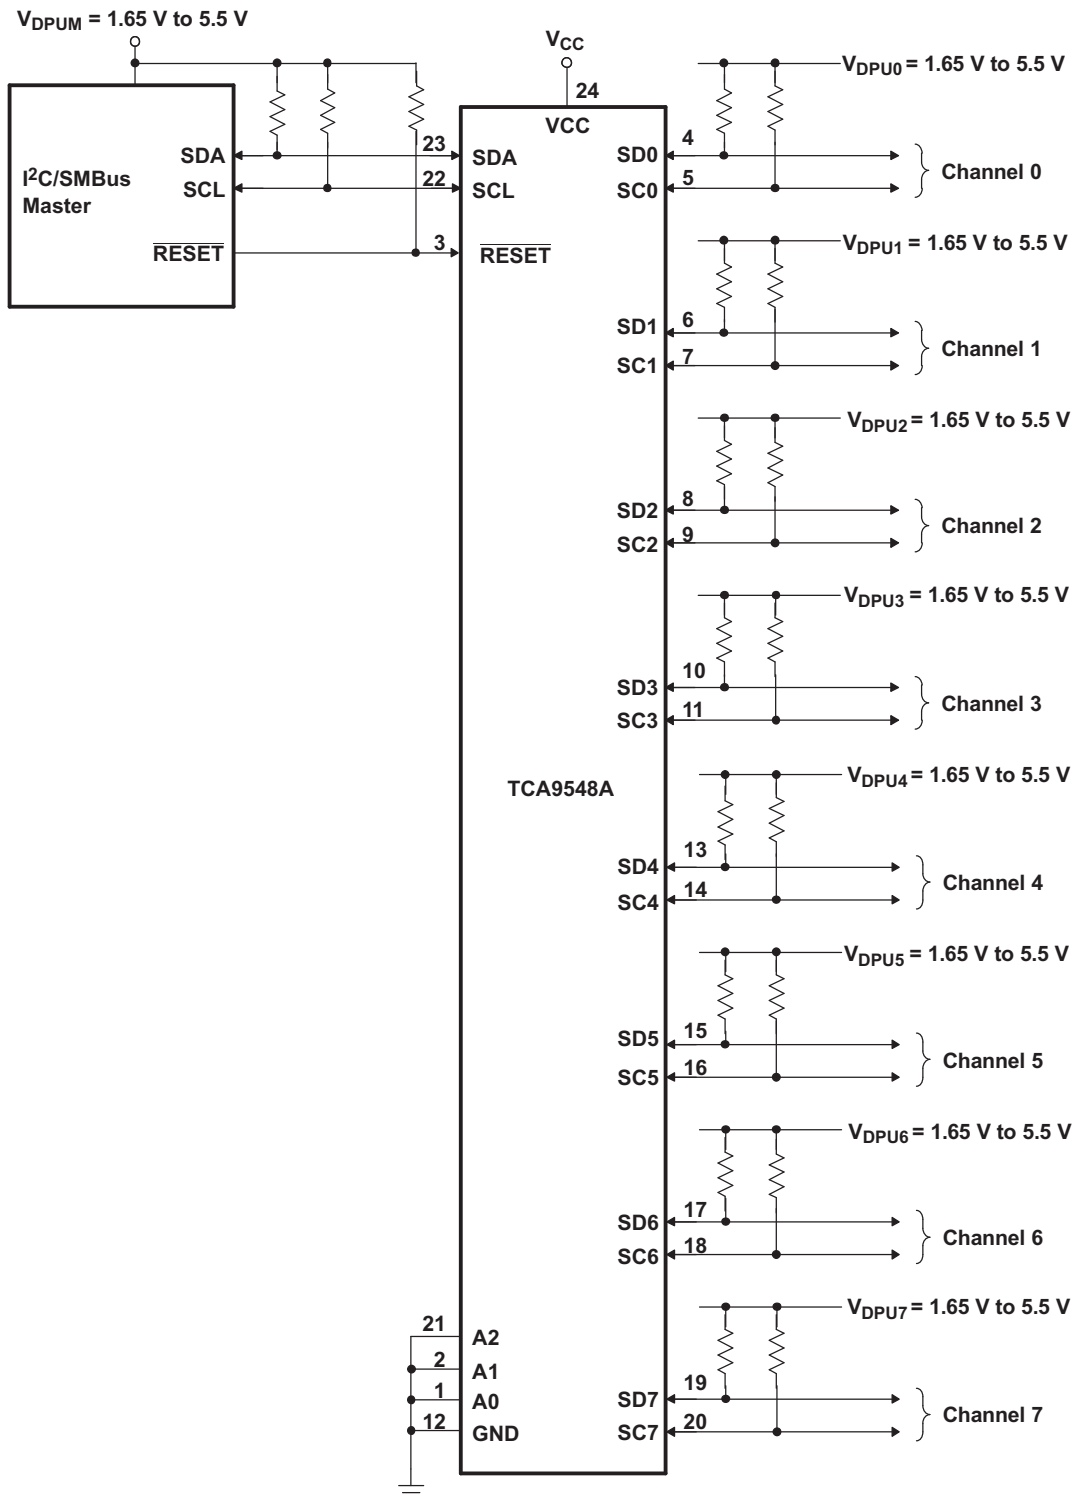 VDPUM = 1.65 V to 5.5 V
VCC
24
VCC
I2C/SMBus
Master
SDA
SCL
RESET
23
22
3
SDA
SCL
RESET
TCA9548A
21
2
1
12
A2
A1
A0
GND
VDPU0 = 1.65 V to 5.5 V
SD0 4
SC0 5
Channel 0
VDPU1 = 1.65 V to 5.5 V
SD1 6
SC1 7
Channel 1
VDPU2 = 1.65 V to 5.5 V
SD2 8
SC2 9
Channel 2
VDPU3 = 1.65 V to 5.5 V
SD3 10
SC3 11
Channel 3
VDPU4 = 1.65 V to 5.5 V
SD4 13
SC4 14
Channel 4
VDPU5 = 1.65 V to 5.5 V
SD5 15
SC5 16
Channel 5
VDPU6 = 1.65 V to 5.5 V
SD6 17
SC6 18
Channel 6
VDPU7 = 1.65 V to 5.5 V
SD7 19
SC7 20
Channel 7